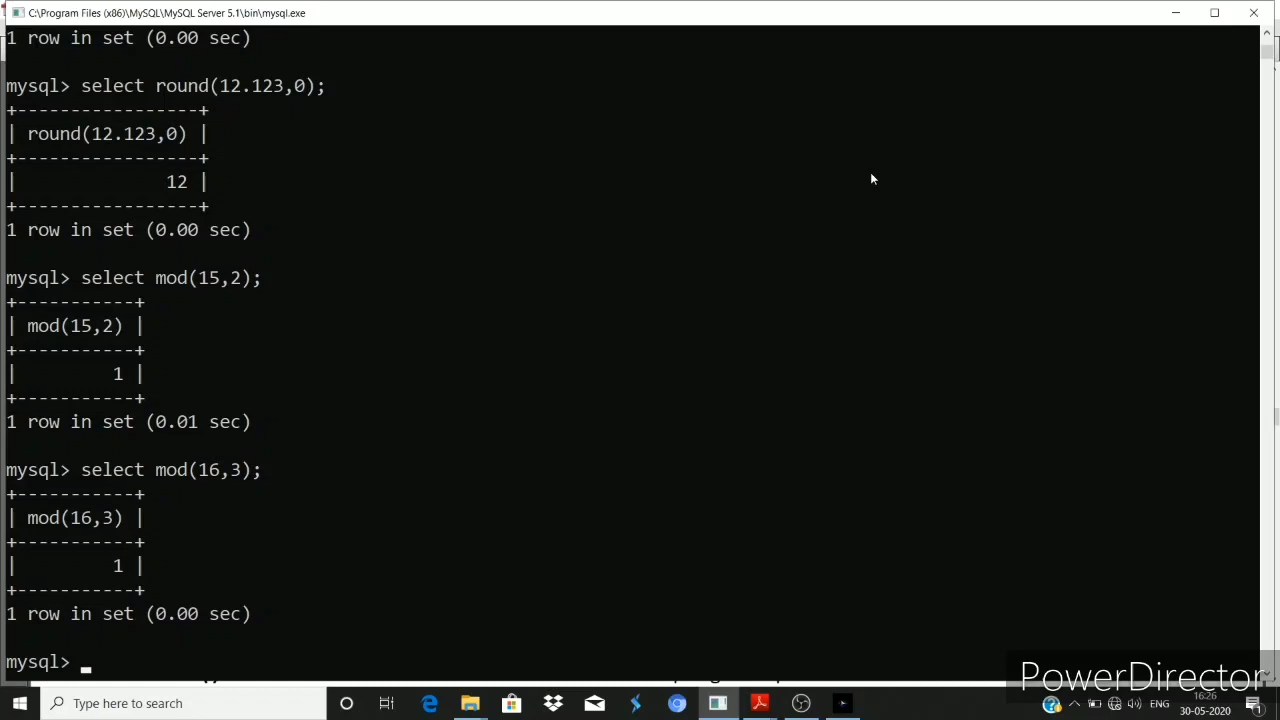 C:\Program Files (x86)\MySQL\MySQL Server 5.1\bin\mysql.exe
1 row in set (0.00 sec)
mysql> select round(12.123,0);
+-----------------+
| round(12.123,0) |
+-----------------+
|              12 |
+-----------------+
1 row in set (0.00 sec)
mysql> select mod(15,2);
+-----------+
| mod(15,2) |
+-----------+
|         1 |
+-----------+
1 row in set (0.01 sec)
mysql> select mod(16,3);
+-----------+
| mod(16,3) |
+-----------+
|         1 |
+-----------+
1 row in set (0.00 sec)
mysql>
PowerDirector
Type here to search
ENG
16:26
30-05-2020